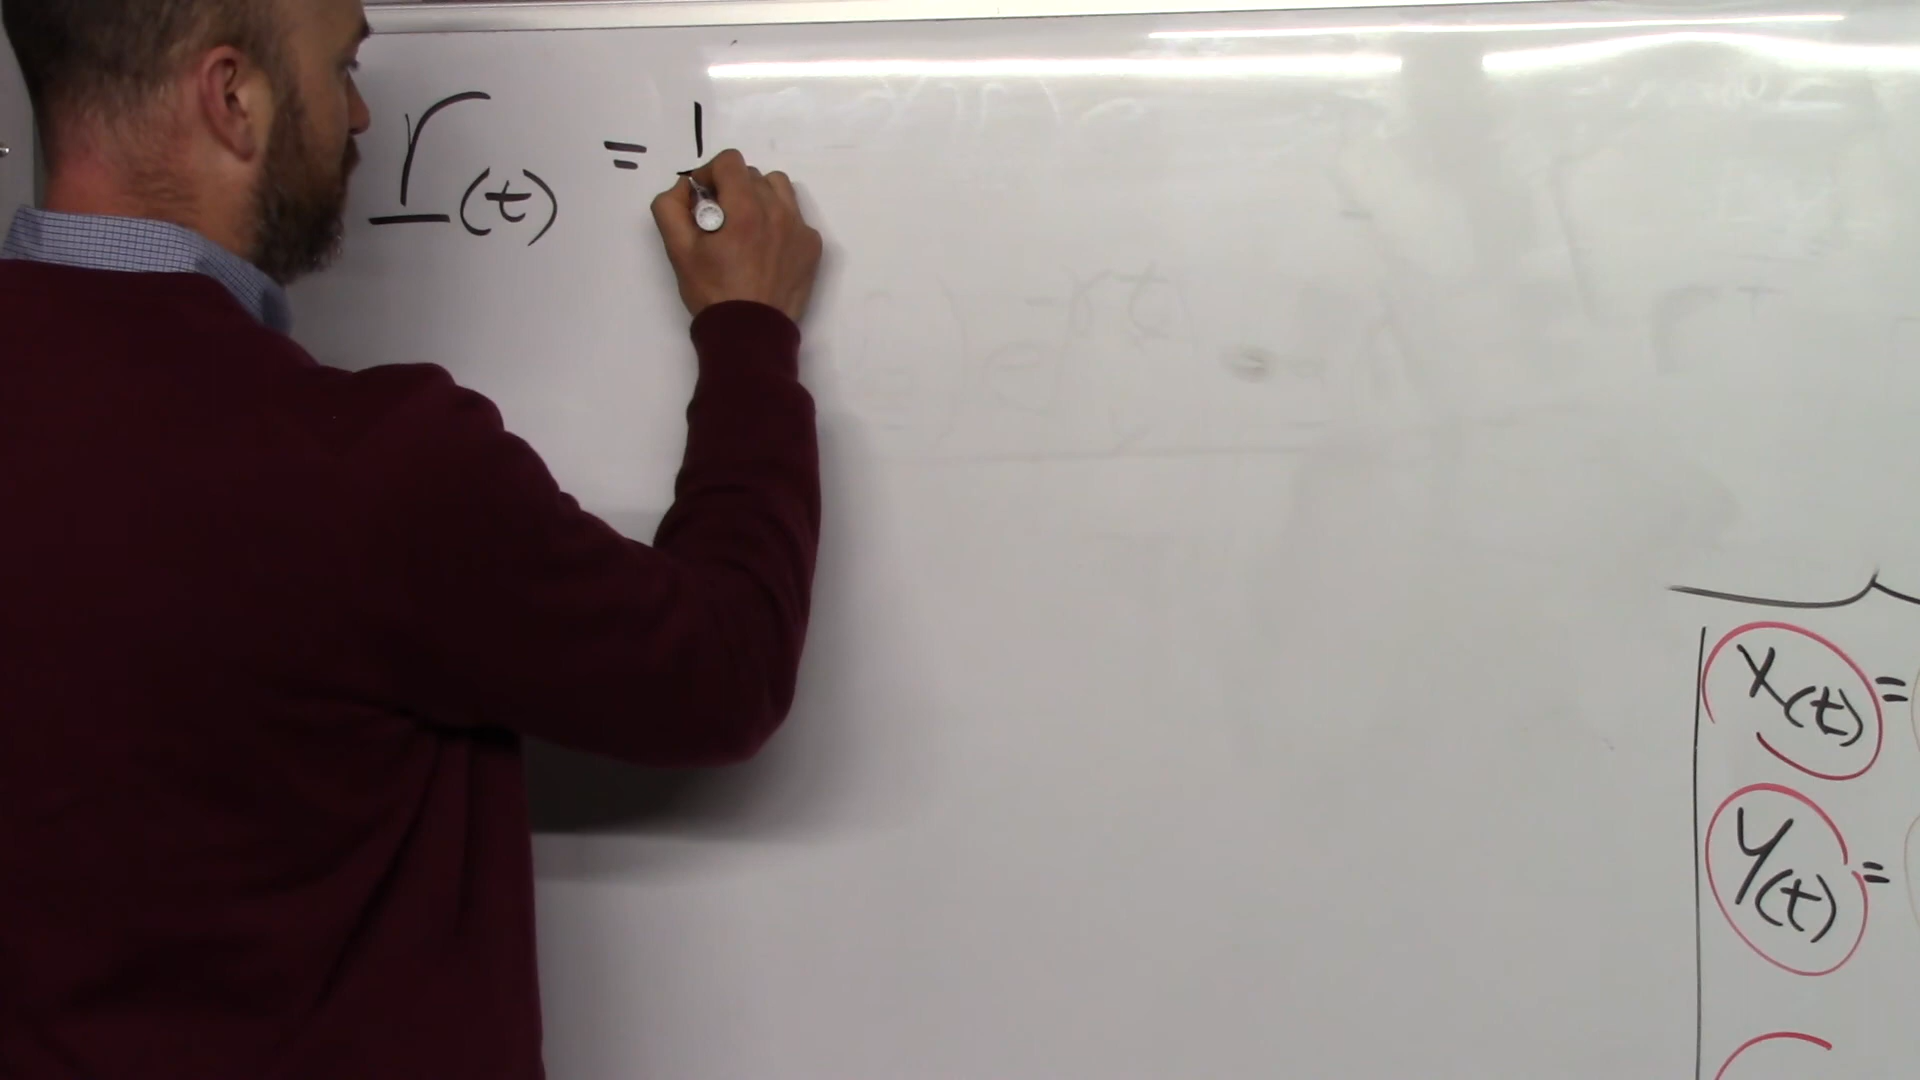 r(t) = 1
x(t) =
y(t) =